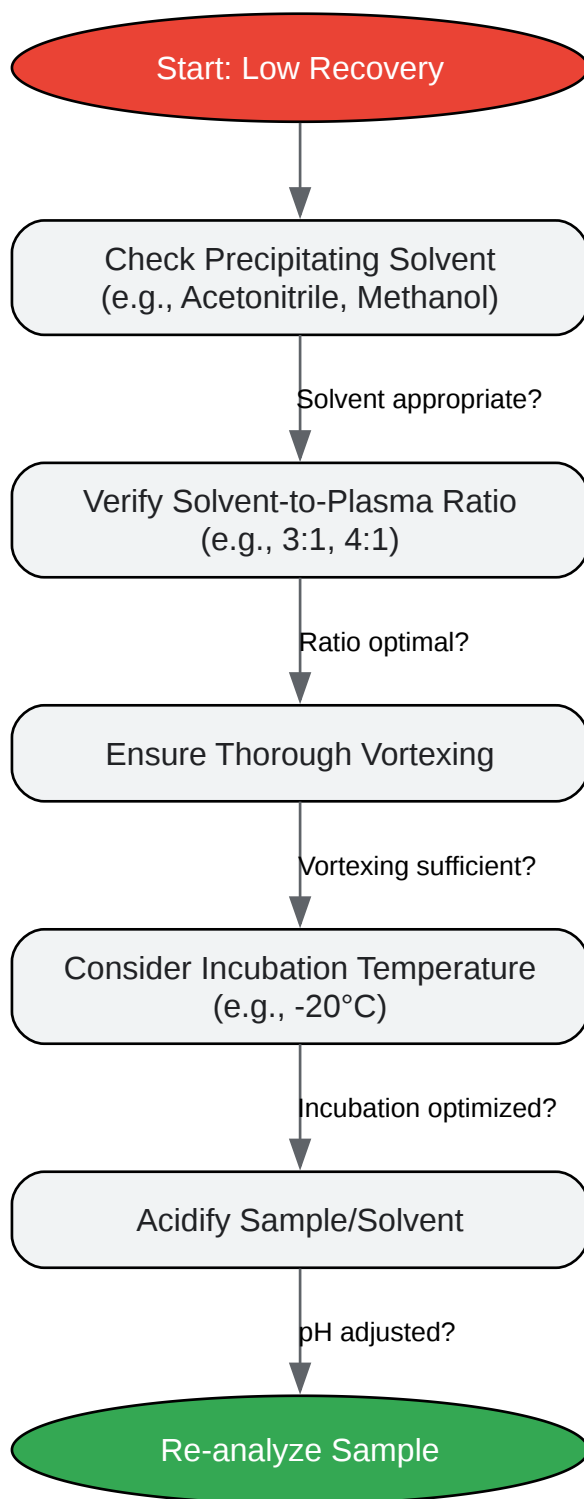 Start: Low Recovery
Check Precipitating Solvent
(e.g., Acetonitrile, Methanol)
Solvent appropriate?
Verify Solvent-to-Plasma Ratio
(e.g., 3:1, 4:1)
Ratio optimal?
Ensure Thorough Vortexing
Vortexing sufficient?
Consider Incubation Temperature
(e.g., -20°C)
Incubation optimized?
Acidify Sample/Solvent
pH adjusted?
Re-analyze Sample